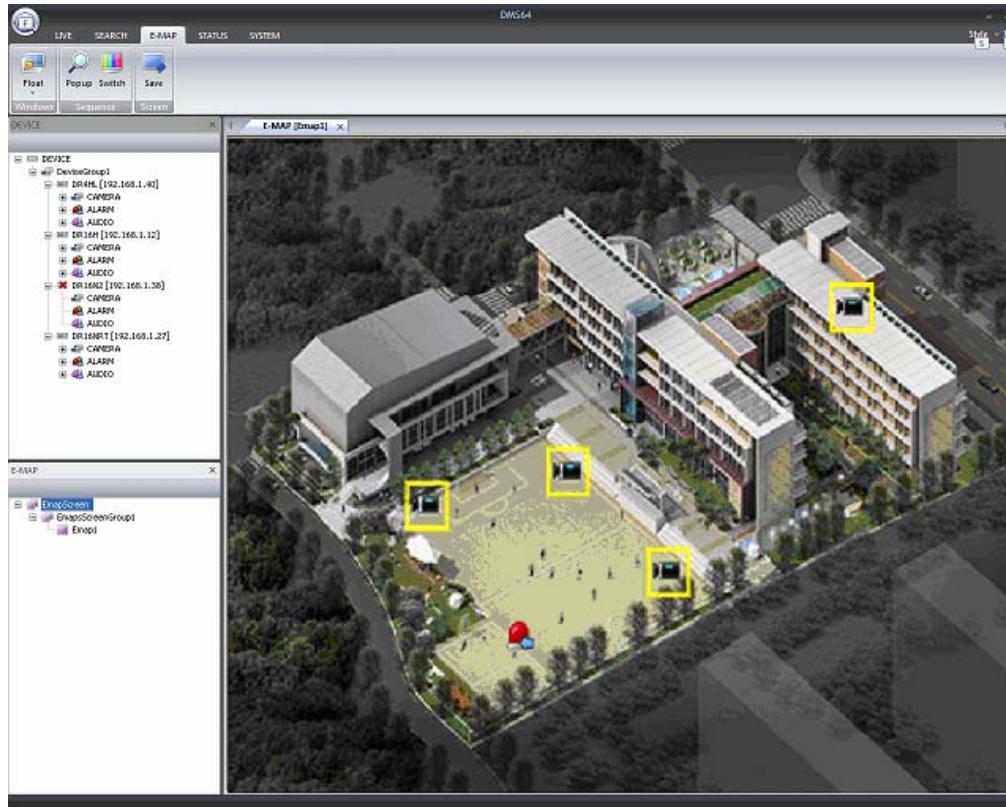 DMS64
LIVE SEARCH E-MAP STATUS SYSTEM Style
S
Float Popup Switch Save
Windows Sequence Screen
DEVICE E-MAP [Emap1]
DEVICE
DeviceGroup1
DR4HL [192.168.1.40]
CAMERA
ALARM
AUDIO
DR16H [192.168.1.12]
CAMERA
ALARM
AUDIO
DR16N2 [192.168.1.38]
CAMERA
ALARM
AUDIO
DR16NRT [192.168.1.27]
CAMERA
ALARM
AUDIO
E-MAP
EmapScreen
EmapsScreenGroup1
Emap1